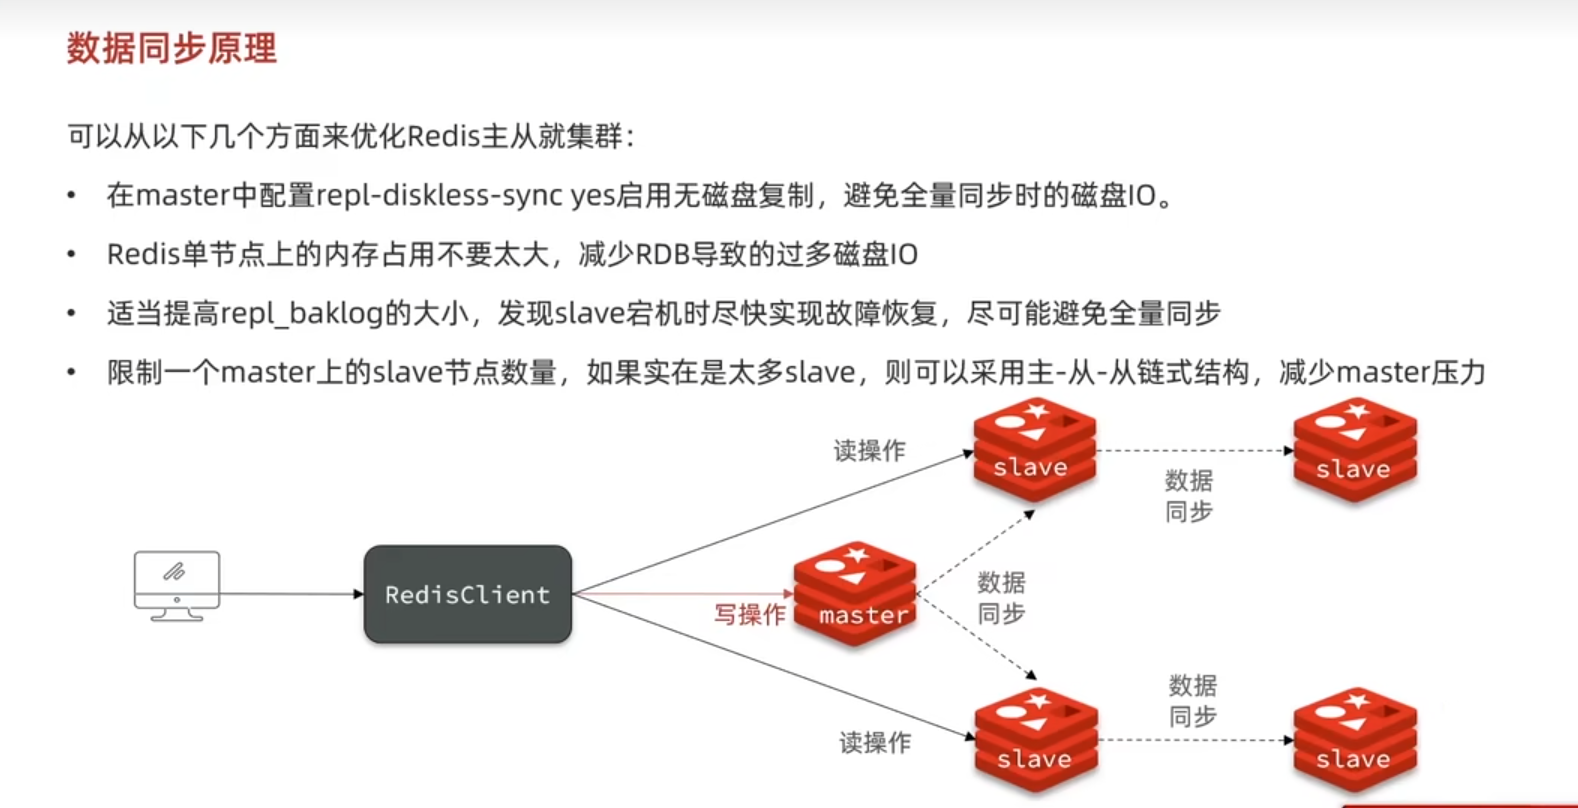 数据同步原理
可以从以下几个方面来优化Redis主从就集群：
• 在master中配置repl-diskless-sync yes启用无磁盘复制，避免全量同步时的磁盘IO。
• Redis单节点上的内存占用不要太大，减少RDB导致的过多磁盘IO
• 适当提高repl_baklog的大小，发现slave宕机时尽快实现故障恢复，尽可能避免全量同步
• 限制一个master上的slave节点数量，如果实在是太多slave，则可以采用主-从-从链式结构，减少master压力
读操作
slave
slave
数据
同步
RedisClient
写操作
master
数据
同步
数据
同步
读操作
slave
slave